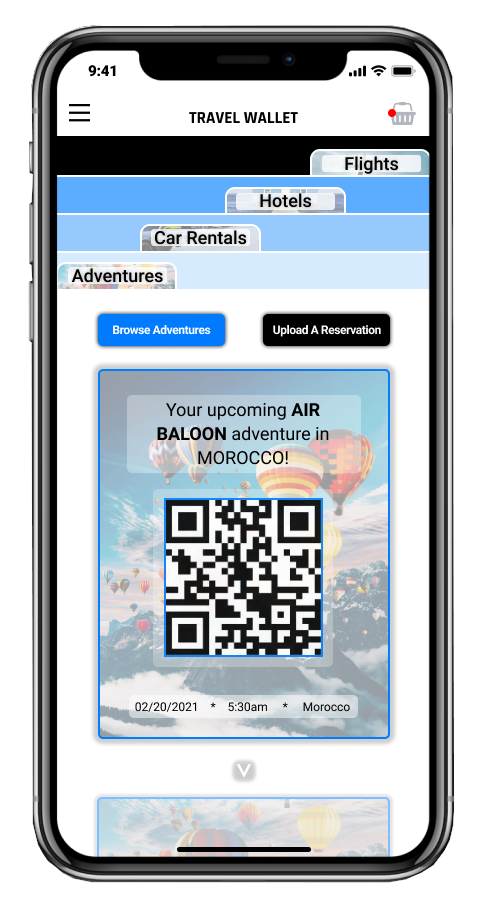 9:41
TRAVEL WALLET
Flights
Hotels
Car Rentals
Adventures
Browse Adventures
Upload A Reservation
Your upcoming AIR
BALOON adventure in
MOROCCO!
02/20/2021 * 5:30am * Morocco